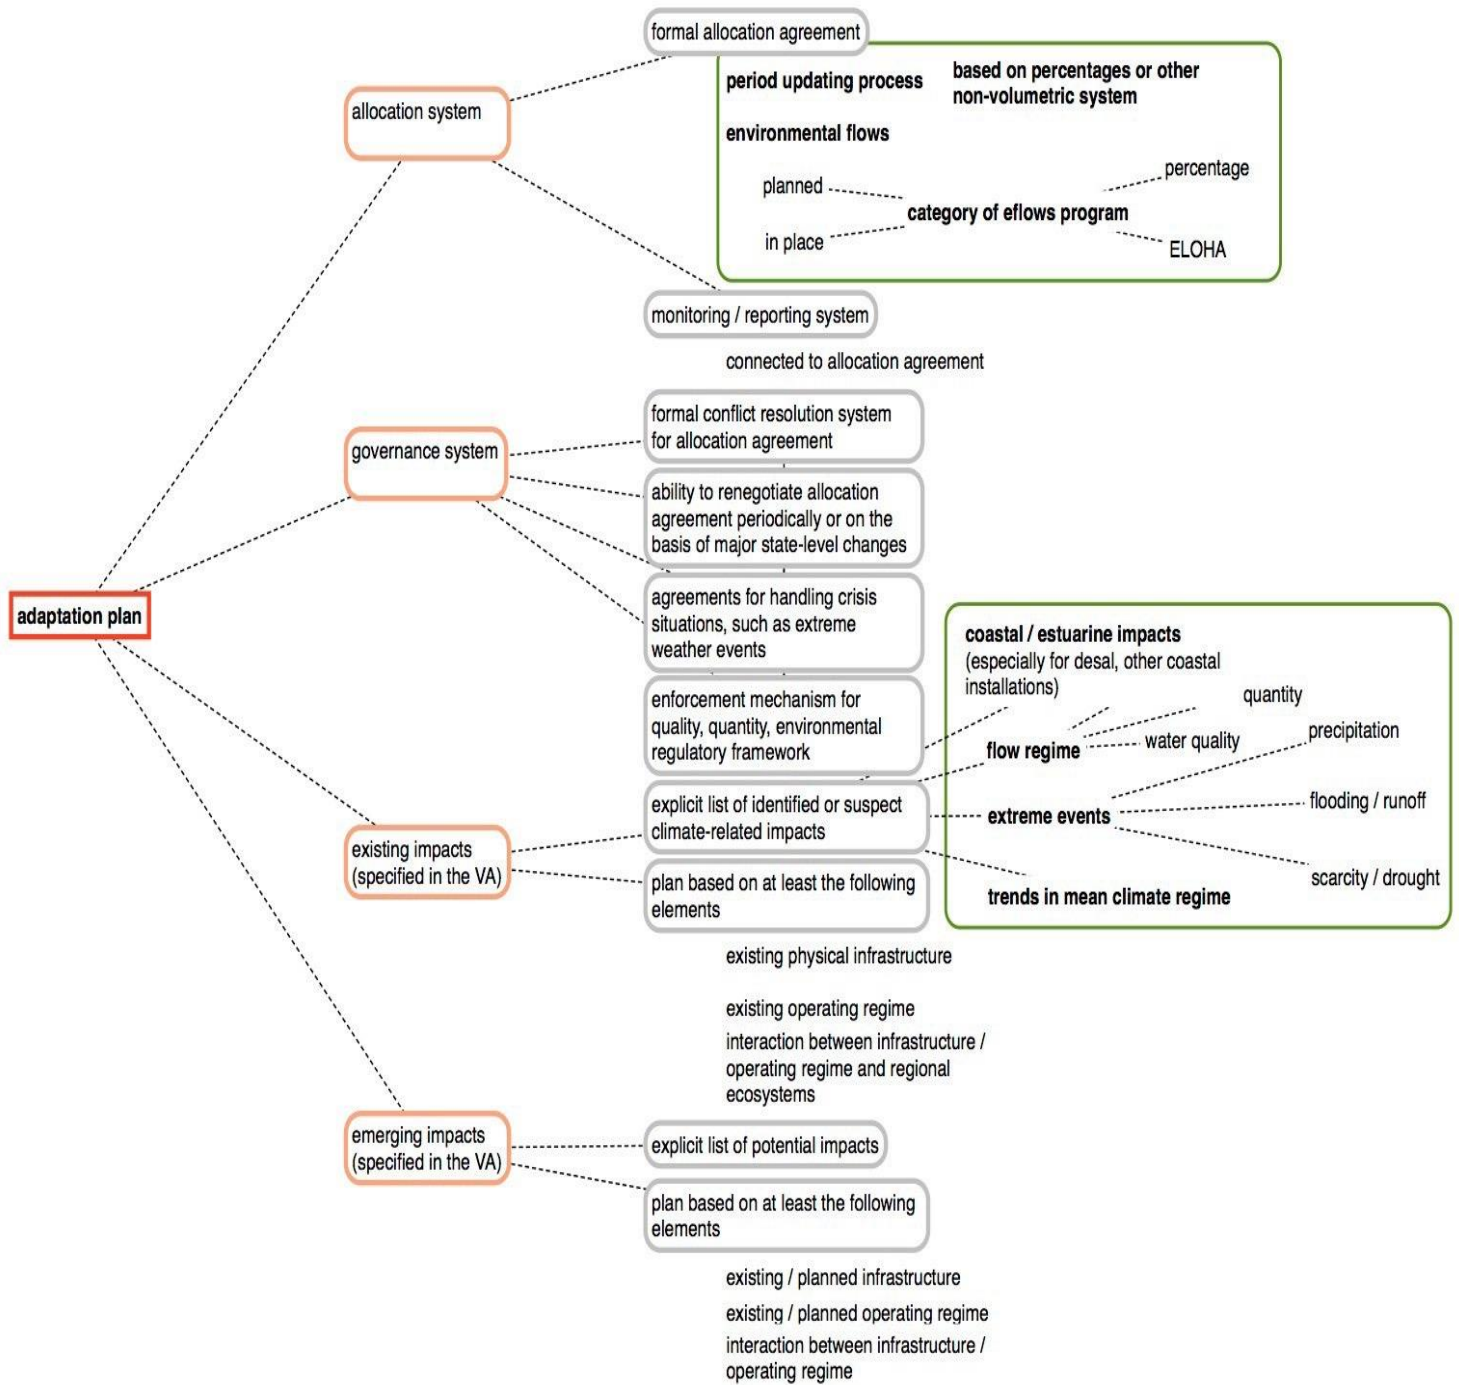 formal allocation agreement
period updating process
based on percentages or other
non-volumetric system
allocation system
environmental flows
planned
percentage
category of eflows program
in place
ELOHA
monitoring / reporting system
connected to allocation agreement
governance system
formal conflict resolution system
for allocation agreement
ability to renegotiate allocation
agreement periodically or on the
basis of major state-level changes
adaptation plan
agreements for handling crisis
situations, such as extreme
weather events
enforcement mechanism for
quality, quantity, environmental
regulatory framework
coastal / estuarine impacts
(especially for desal, other coastal
installations)
quantity
flow regime
water quality
precipitation
extreme events
flooding / runoff
scarcity / drought
trends in mean climate regime
existing impacts
(specified in the VA)
explicit list of identified or suspect
climate-related impacts
plan based on at least the following
elements
existing physical infrastructure
existing operating regime
interaction between infrastructure /
operating regime and regional
ecosystems
emerging impacts
(specified in the VA)
explicit list of potential impacts
plan based on at least the following
elements
existing / planned infrastructure
existing / planned operating regime
interaction between infrastructure /
operating regime